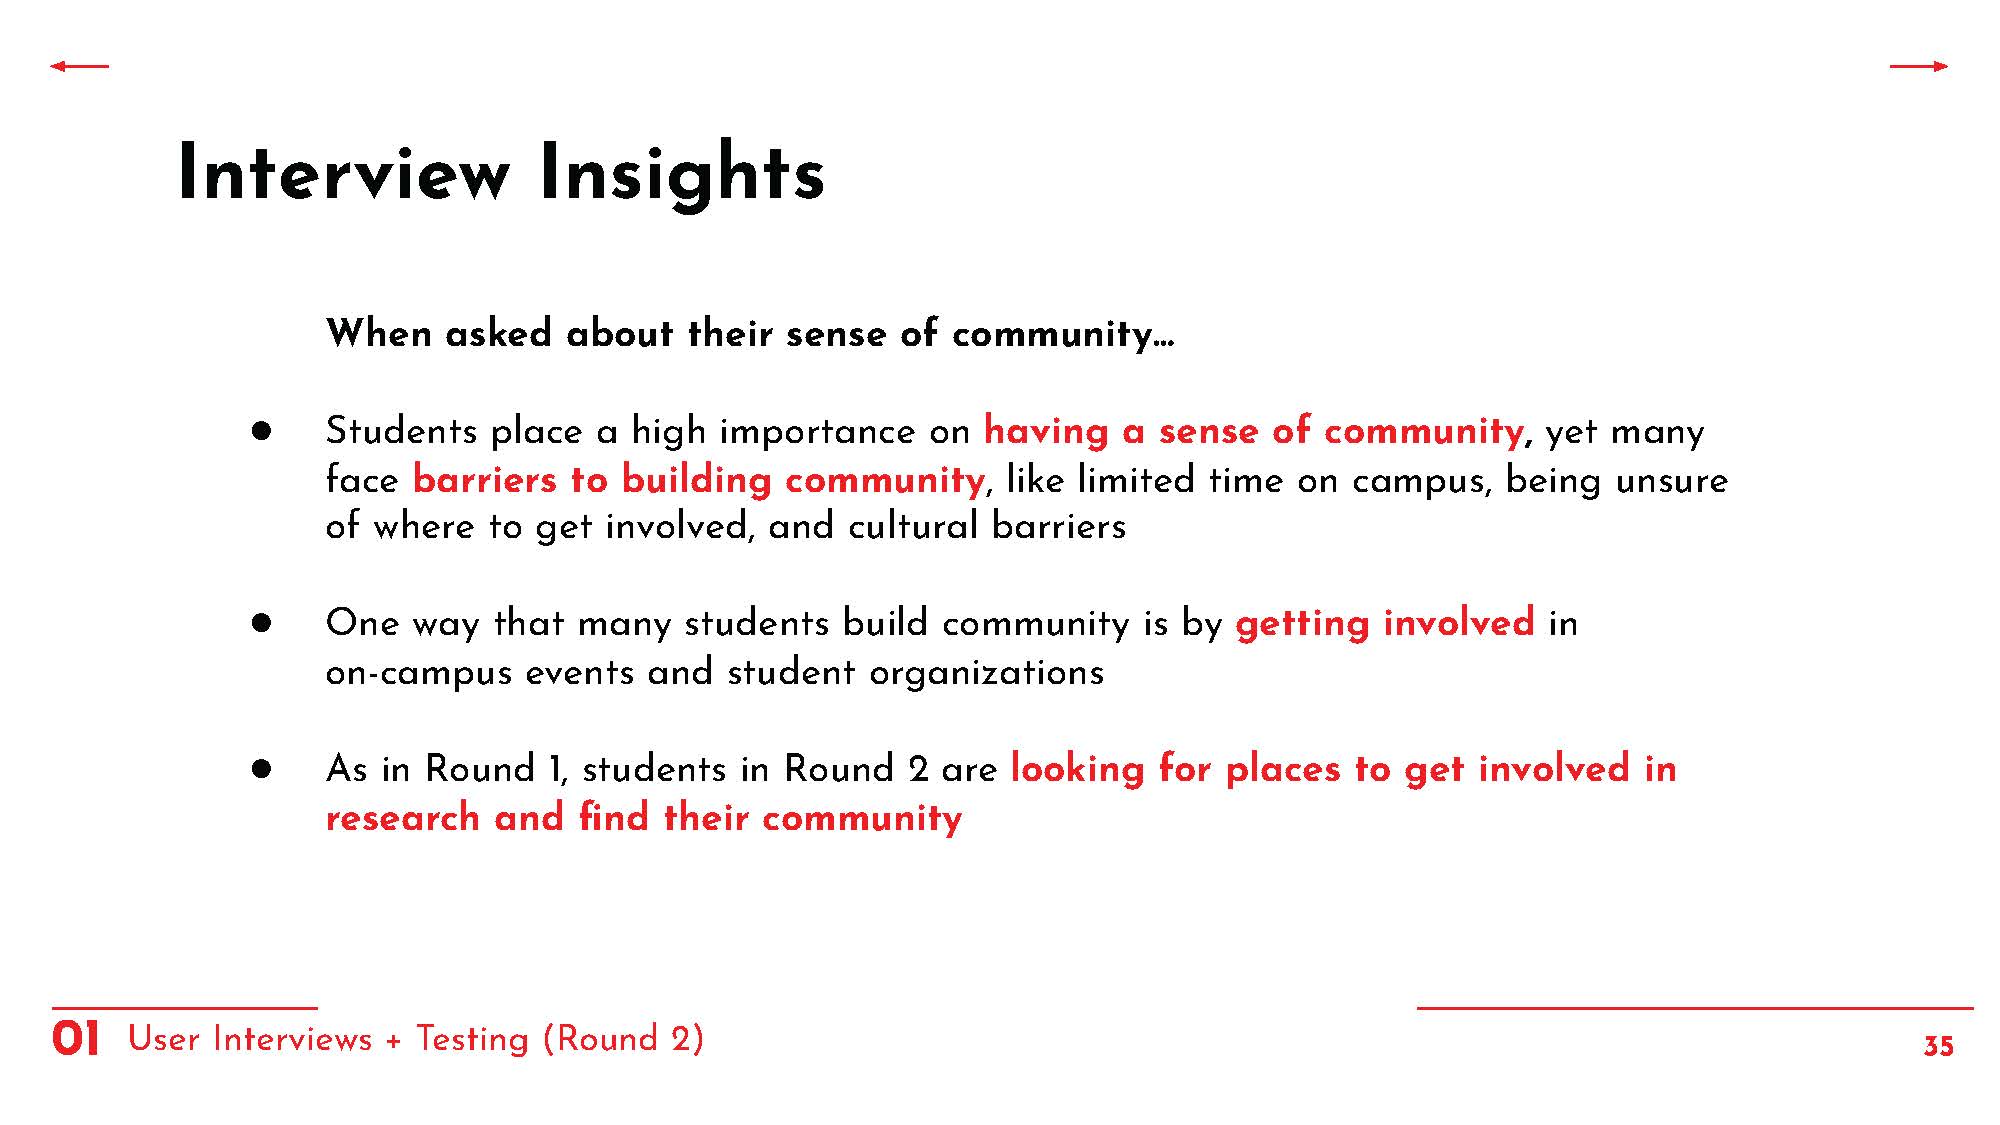 Interview Insights
When asked about their sense of community...
● Students place a high importance on having a sense of community, yet many
face barriers to building community, like limited time on campus, being unsure
of where to get involved, and cultural barriers
● One way that many students build community is by getting involved in
on-campus events and student organizations
● As in Round 1, students in Round 2 are looking for places to get involved in
research and find their community
01 User Interviews + Testing (Round 2)
35